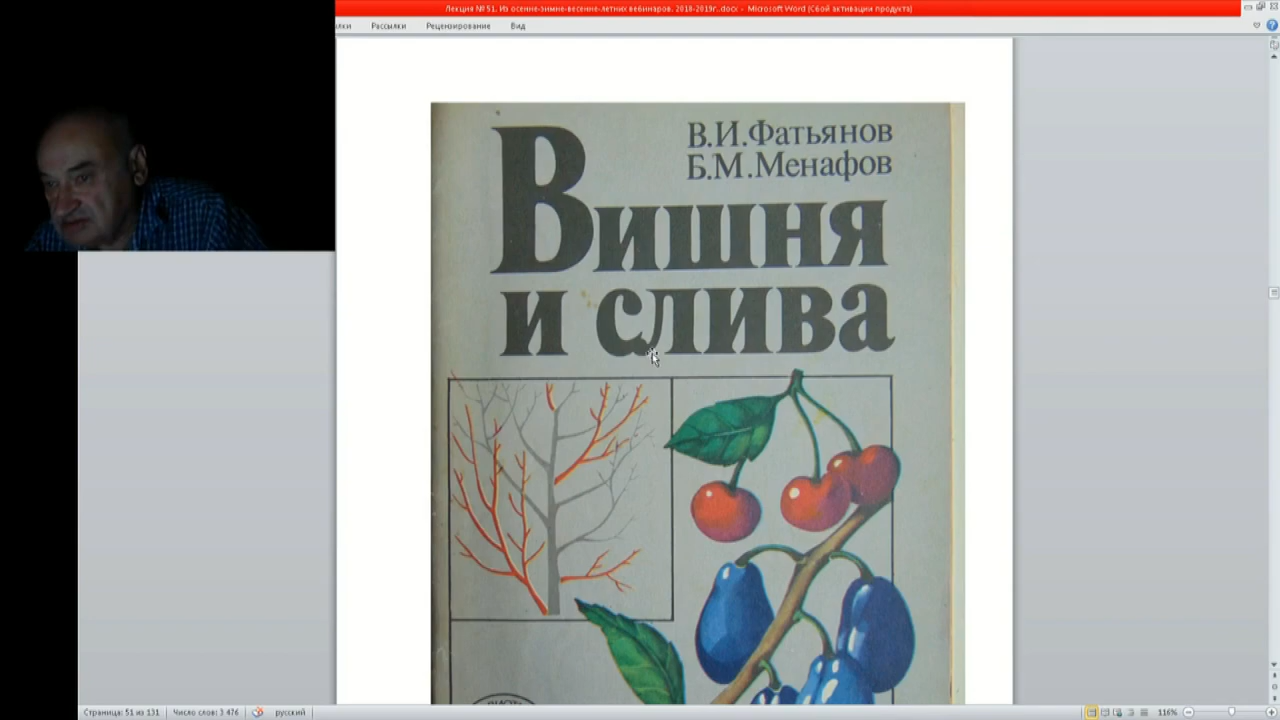 Лекция № 51. Из осенне-зимне-весенне-летних вебинаров. 2018-2019г..docx - Microsoft Word (Сбой активации продукта)
Рассылки Рецензирование Вид
В.И.Фатьянов
Б.М.Менафов
Вишня
и слива
Страница: 51 из 131 Число слов: 3 476 русский 116%